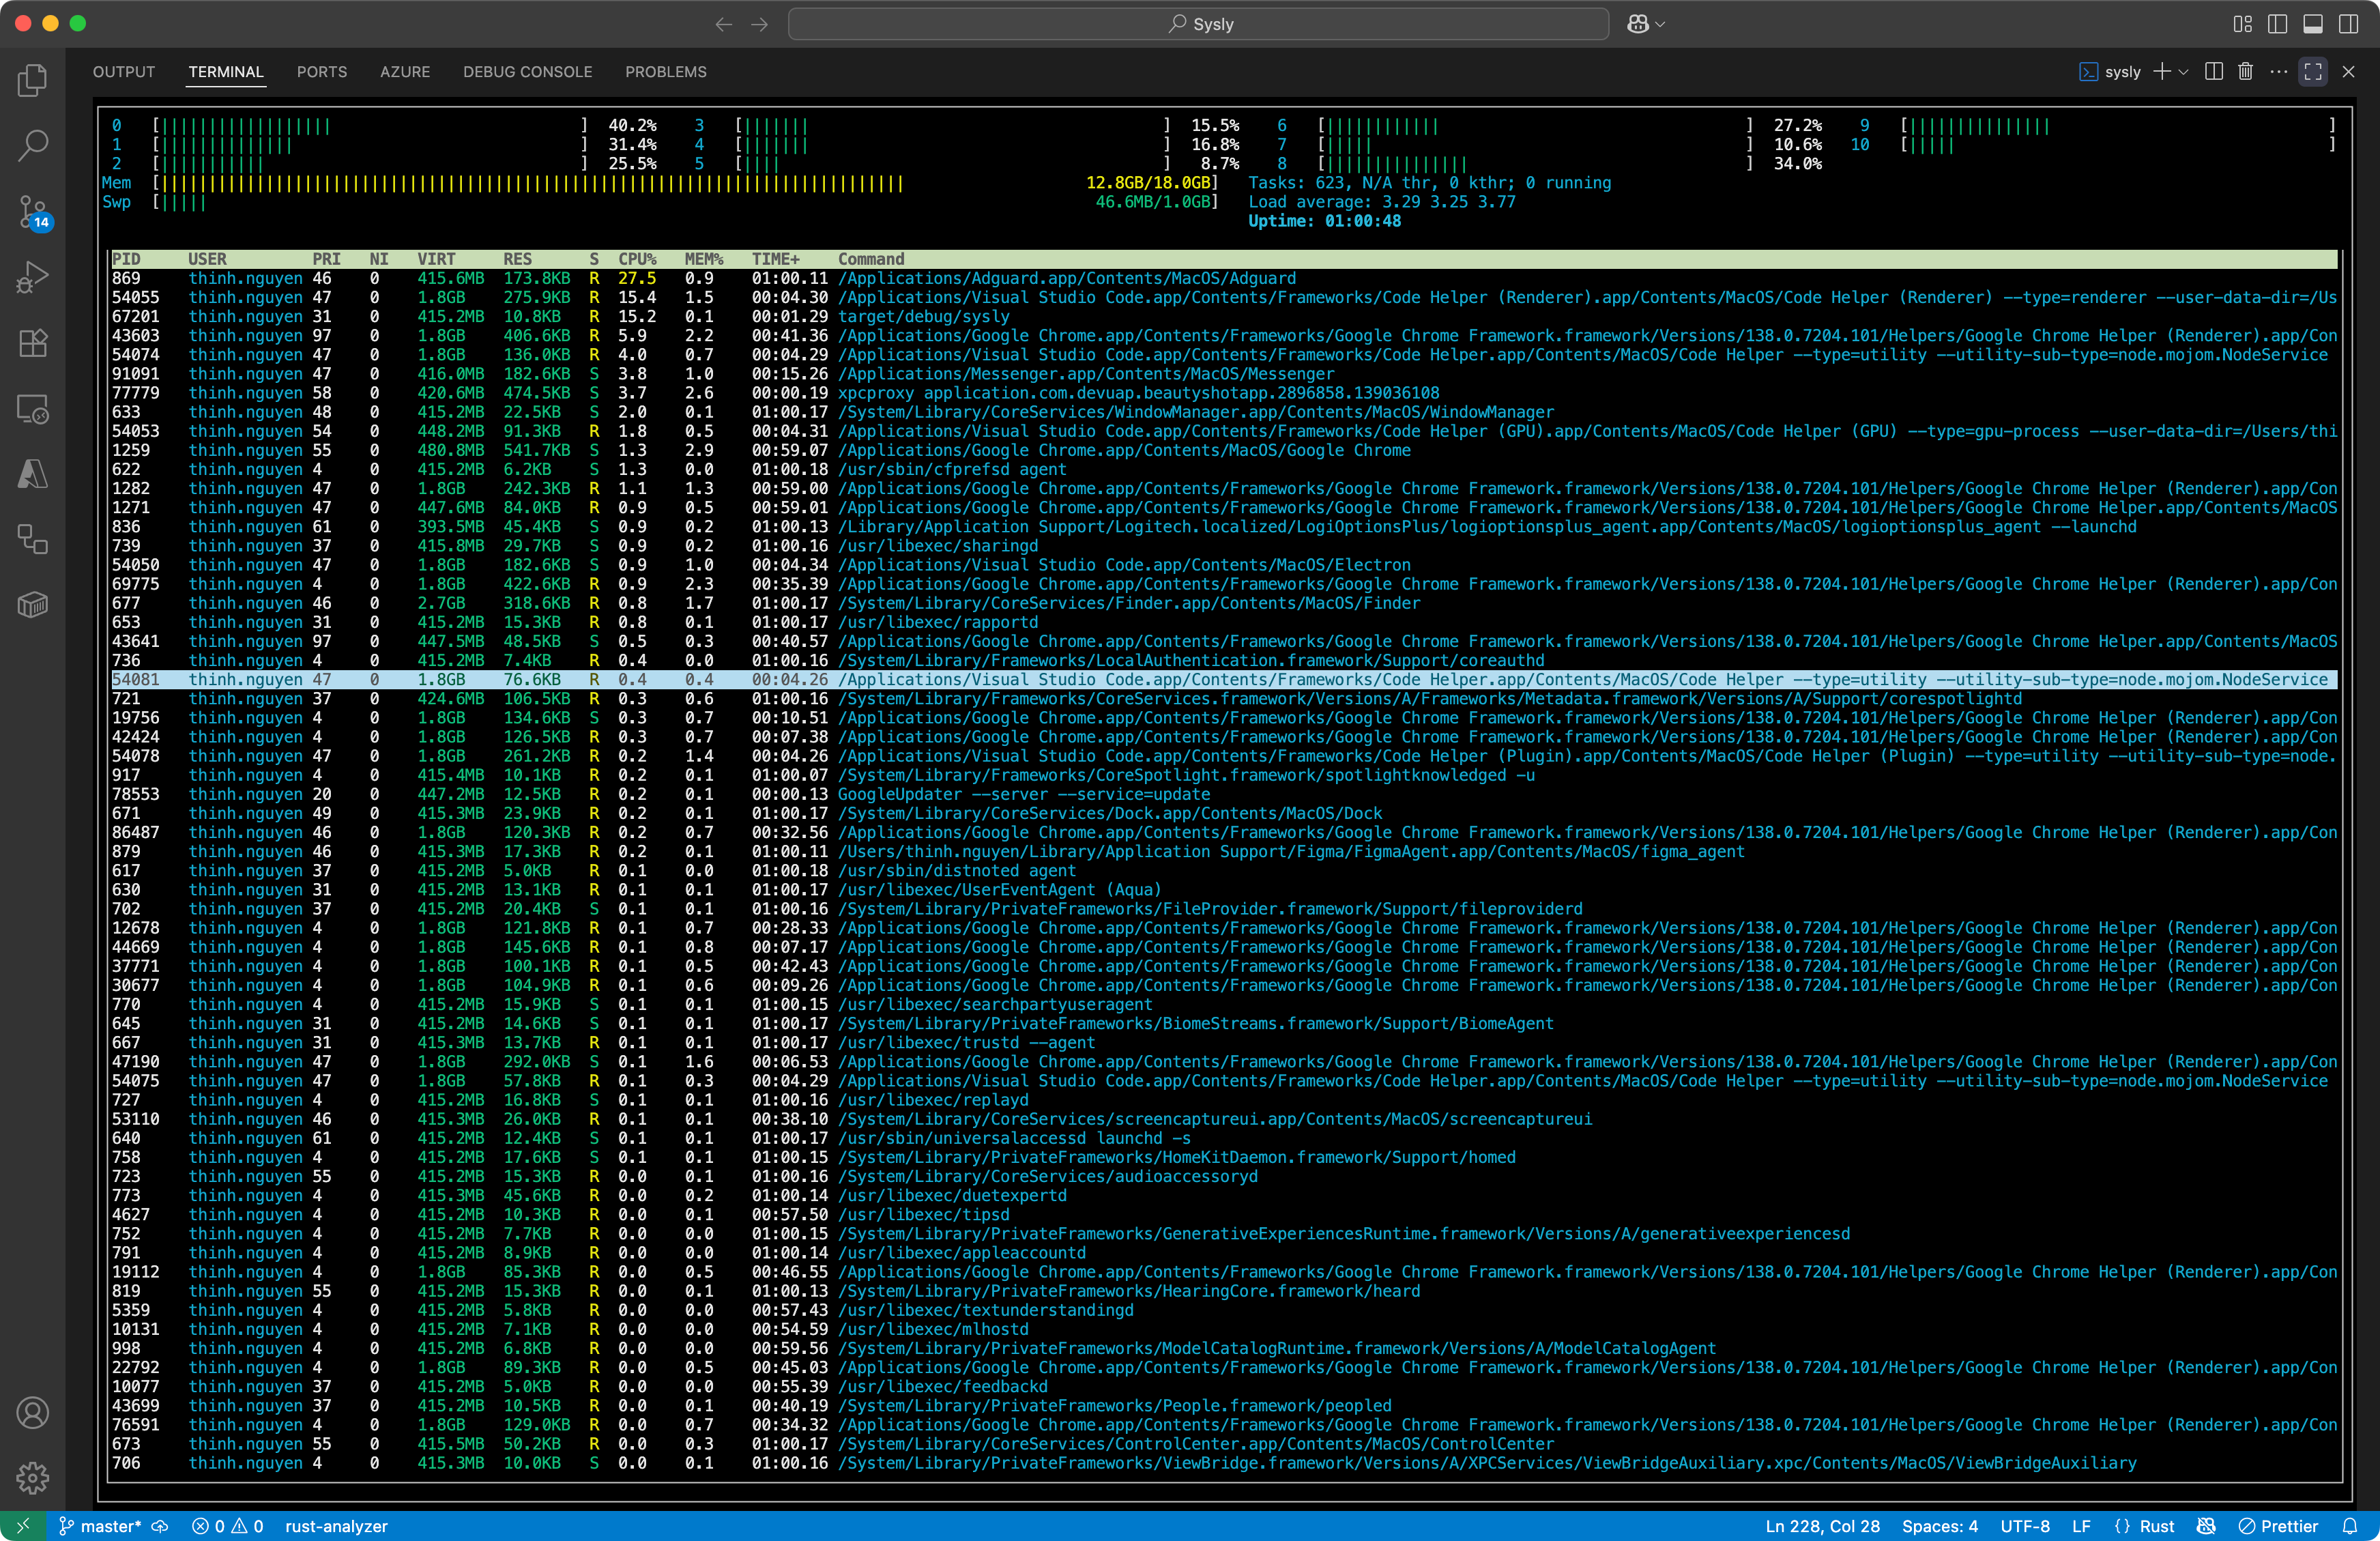 Sysly
OUTPUT TERMINAL PORTS AZURE DEBUG CONSOLE PROBLEMS sysly
14
0 [||||||||||||||||||] 40.2% 3 [|||||||] 15.5% 6 [||||||||||||] 27.2% 9 [|||||||||||||||]
1 [||||||||||||||] 31.4% 4 [|||||||] 16.8% 7 [|||||] 10.6% 10 [|||||]
2 [|||||||||||] 25.5% 5 [||||] 8.7% 8 [|||||||||||||||] 34.0%
Mem [||||||||||||||||||||||||||||||||||||||||||||||||||||||||||||||||||||||||||||||| 12.8GB/18.0GB] Tasks: 623, N/A thr, 0 kthr; 0 running
Swp [||||| 46.6MB/1.0GB] Load average: 3.29 3.25 3.77
Uptime: 01:00:48
PID USER PRI NI VIRT RES S CPU% MEM% TIME+ Command
869 thinh.nguyen 46 0 415.6MB 173.8KB R 27.5 0.9 01:00.11 /Applications/Adguard.app/Contents/MacOS/Adguard
54055 thinh.nguyen 47 0 1.8GB 275.9KB R 15.4 1.5 00:04.30 /Applications/Visual Studio Code.app/Contents/Frameworks/Code Helper (Renderer).app/Contents/MacOS/Code Helper (Renderer) --type=renderer --user-data-dir=/Us
67201 thinh.nguyen 31 0 415.2MB 10.8KB R 15.2 0.1 00:01.29 target/debug/sysly
43603 thinh.nguyen 97 0 1.8GB 406.6KB R 5.9 2.2 00:41.36 /Applications/Google Chrome.app/Contents/Frameworks/Google Chrome Framework.framework/Versions/138.0.7204.101/Helpers/Google Chrome Helper (Renderer).app/Con
54074 thinh.nguyen 47 0 1.8GB 136.0KB R 4.0 0.7 00:04.29 /Applications/Visual Studio Code.app/Contents/Frameworks/Code Helper.app/Contents/MacOS/Code Helper --type=utility --utility-sub-type=node.mojom.NodeService
91091 thinh.nguyen 47 0 416.0MB 182.6KB S 3.8 1.0 00:15.26 /Applications/Messenger.app/Contents/MacOS/Messenger
77779 thinh.nguyen 58 0 420.6MB 474.5KB S 3.7 2.6 00:00.19 xpcproxy application.com.devuap.beautyshotapp.2896858.139036108
633 thinh.nguyen 48 0 415.2MB 22.5KB S 2.0 0.1 01:00.17 /System/Library/CoreServices/WindowManager.app/Contents/MacOS/WindowManager
54053 thinh.nguyen 54 0 448.2MB 91.3KB R 1.8 0.5 00:04.31 /Applications/Visual Studio Code.app/Contents/Frameworks/Code Helper (GPU).app/Contents/MacOS/Code Helper (GPU) --type=gpu-process --user-data-dir=/Users/thi
1259 thinh.nguyen 55 0 480.8MB 541.7KB S 1.3 2.9 00:59.07 /Applications/Google Chrome.app/Contents/MacOS/Google Chrome
622 thinh.nguyen 4 0 415.2MB 6.2KB S 1.3 0.0 01:00.18 /usr/sbin/cfprefsd agent
1282 thinh.nguyen 47 0 1.8GB 242.3KB R 1.1 1.3 00:59.00 /Applications/Google Chrome.app/Contents/Frameworks/Google Chrome Framework.framework/Versions/138.0.7204.101/Helpers/Google Chrome Helper (Renderer).app/Con
1271 thinh.nguyen 47 0 447.6MB 84.0KB R 0.9 0.5 00:59.01 /Applications/Google Chrome.app/Contents/Frameworks/Google Chrome Framework.framework/Versions/138.0.7204.101/Helpers/Google Chrome Helper.app/Contents/MacOS
836 thinh.nguyen 61 0 393.5MB 45.4KB S 0.9 0.2 01:00.13 /Library/Application Support/Logitech.localized/LogiOptionsPlus/logioptionsplus_agent.app/Contents/MacOS/logioptionsplus_agent --launchd
739 thinh.nguyen 37 0 415.8MB 29.7KB S 0.9 0.2 01:00.16 /usr/libexec/sharingd
54050 thinh.nguyen 47 0 1.8GB 182.6KB S 0.9 1.0 00:04.34 /Applications/Visual Studio Code.app/Contents/MacOS/Electron
69775 thinh.nguyen 4 0 1.8GB 422.6KB R 0.9 2.3 00:35.39 /Applications/Google Chrome.app/Contents/Frameworks/Google Chrome Framework.framework/Versions/138.0.7204.101/Helpers/Google Chrome Helper (Renderer).app/Con
677 thinh.nguyen 46 0 2.7GB 318.6KB R 0.8 1.7 01:00.17 /System/Library/CoreServices/Finder.app/Contents/MacOS/Finder
653 thinh.nguyen 31 0 415.2MB 15.3KB R 0.8 0.1 01:00.17 /usr/libexec/rapportd
43641 thinh.nguyen 97 0 447.5MB 48.5KB S 0.5 0.3 00:40.57 /Applications/Google Chrome.app/Contents/Frameworks/Google Chrome Framework.framework/Versions/138.0.7204.101/Helpers/Google Chrome Helper.app/Contents/MacOS
736 thinh.nguyen 4 0 415.2MB 7.4KB R 0.4 0.0 01:00.16 /System/Library/Frameworks/LocalAuthentication.framework/Support/coreauthd
54081 thinh.nguyen 47 0 1.8GB 76.6KB R 0.4 0.4 00:04.26 /Applications/Visual Studio Code.app/Contents/Frameworks/Code Helper.app/Contents/MacOS/Code Helper --type=utility --utility-sub-type=node.mojom.NodeService
721 thinh.nguyen 37 0 424.6MB 106.5KB R 0.3 0.6 01:00.16 /System/Library/Frameworks/CoreServices.framework/Versions/A/Frameworks/Metadata.framework/Versions/A/Support/corespotlightd
19756 thinh.nguyen 4 0 1.8GB 134.6KB S 0.3 0.7 00:10.51 /Applications/Google Chrome.app/Contents/Frameworks/Google Chrome Framework.framework/Versions/138.0.7204.101/Helpers/Google Chrome Helper (Renderer).app/Con
42424 thinh.nguyen 4 0 1.8GB 126.5KB R 0.3 0.7 00:07.38 /Applications/Google Chrome.app/Contents/Frameworks/Google Chrome Framework.framework/Versions/138.0.7204.101/Helpers/Google Chrome Helper (Renderer).app/Con
54078 thinh.nguyen 47 0 1.8GB 261.2KB R 0.2 1.4 00:04.26 /Applications/Visual Studio Code.app/Contents/Frameworks/Code Helper (Plugin).app/Contents/MacOS/Code Helper (Plugin) --type=utility --utility-sub-type=node.
917 thinh.nguyen 4 0 415.4MB 10.1KB R 0.2 0.1 01:00.07 /System/Library/Frameworks/CoreSpotlight.framework/spotlightknowledged -u
78553 thinh.nguyen 20 0 447.2MB 12.5KB R 0.2 0.1 00:00.13 GoogleUpdater --server --service=update
671 thinh.nguyen 49 0 415.3MB 23.9KB R 0.2 0.1 01:00.17 /System/Library/CoreServices/Dock.app/Contents/MacOS/Dock
86487 thinh.nguyen 46 0 1.8GB 120.3KB R 0.2 0.7 00:32.56 /Applications/Google Chrome.app/Contents/Frameworks/Google Chrome Framework.framework/Versions/138.0.7204.101/Helpers/Google Chrome Helper (Renderer).app/Con
879 thinh.nguyen 46 0 415.3MB 17.3KB R 0.2 0.1 01:00.11 /Users/thinh.nguyen/Library/Application Support/Figma/FigmaAgent.app/Contents/MacOS/figma_agent
617 thinh.nguyen 37 0 415.2MB 5.0KB R 0.1 0.0 01:00.18 /usr/sbin/distnoted agent
630 thinh.nguyen 31 0 415.2MB 13.1KB R 0.1 0.1 01:00.17 /usr/libexec/UserEventAgent (Aqua)
702 thinh.nguyen 37 0 415.2MB 20.4KB S 0.1 0.1 01:00.16 /System/Library/PrivateFrameworks/FileProvider.framework/Support/fileproviderd
12678 thinh.nguyen 4 0 1.8GB 121.8KB R 0.1 0.7 00:28.33 /Applications/Google Chrome.app/Contents/Frameworks/Google Chrome Framework.framework/Versions/138.0.7204.101/Helpers/Google Chrome Helper (Renderer).app/Con
44669 thinh.nguyen 4 0 1.8GB 145.6KB R 0.1 0.8 00:07.17 /Applications/Google Chrome.app/Contents/Frameworks/Google Chrome Framework.framework/Versions/138.0.7204.101/Helpers/Google Chrome Helper (Renderer).app/Con
37771 thinh.nguyen 4 0 1.8GB 100.1KB R 0.1 0.5 00:42.43 /Applications/Google Chrome.app/Contents/Frameworks/Google Chrome Framework.framework/Versions/138.0.7204.101/Helpers/Google Chrome Helper (Renderer).app/Con
30677 thinh.nguyen 4 0 1.8GB 104.9KB R 0.1 0.6 00:09.26 /Applications/Google Chrome.app/Contents/Frameworks/Google Chrome Framework.framework/Versions/138.0.7204.101/Helpers/Google Chrome Helper (Renderer).app/Con
770 thinh.nguyen 4 0 415.2MB 15.9KB S 0.1 0.1 01:00.15 /usr/libexec/searchpartyuseragent
645 thinh.nguyen 31 0 415.2MB 14.6KB S 0.1 0.1 01:00.17 /System/Library/PrivateFrameworks/BiomeStreams.framework/Support/BiomeAgent
667 thinh.nguyen 31 0 415.3MB 13.7KB R 0.1 0.1 01:00.17 /usr/libexec/trustd --agent
47190 thinh.nguyen 47 0 1.8GB 292.0KB S 0.1 1.6 00:06.53 /Applications/Google Chrome.app/Contents/Frameworks/Google Chrome Framework.framework/Versions/138.0.7204.101/Helpers/Google Chrome Helper (Renderer).app/Con
54075 thinh.nguyen 47 0 1.8GB 57.8KB R 0.1 0.3 00:04.29 /Applications/Visual Studio Code.app/Contents/Frameworks/Code Helper.app/Contents/MacOS/Code Helper --type=utility --utility-sub-type=node.mojom.NodeService
727 thinh.nguyen 4 0 415.2MB 16.8KB S 0.1 0.1 01:00.16 /usr/libexec/replayd
53110 thinh.nguyen 46 0 415.3MB 26.0KB R 0.1 0.1 00:38.10 /System/Library/CoreServices/screencaptureui.app/Contents/MacOS/screencaptureui
640 thinh.nguyen 61 0 415.2MB 12.4KB S 0.1 0.1 01:00.17 /usr/sbin/universalaccessd launchd -s
758 thinh.nguyen 4 0 415.2MB 17.6KB S 0.1 0.1 01:00.15 /System/Library/PrivateFrameworks/HomeKitDaemon.framework/Support/homed
723 thinh.nguyen 55 0 415.2MB 15.3KB R 0.0 0.1 01:00.16 /System/Library/CoreServices/audioaccessoryd
773 thinh.nguyen 4 0 415.3MB 45.6KB R 0.0 0.2 01:00.14 /usr/libexec/duetexpertd
4627 thinh.nguyen 4 0 415.2MB 10.3KB R 0.0 0.1 00:57.50 /usr/libexec/tipsd
752 thinh.nguyen 4 0 415.2MB 7.7KB R 0.0 0.0 01:00.15 /System/Library/PrivateFrameworks/GenerativeExperiencesRuntime.framework/Versions/A/generativeexperiencesd
791 thinh.nguyen 4 0 415.2MB 8.9KB R 0.0 0.0 01:00.14 /usr/libexec/appleaccountd
19112 thinh.nguyen 4 0 1.8GB 85.3KB R 0.0 0.5 00:46.55 /Applications/Google Chrome.app/Contents/Frameworks/Google Chrome Framework.framework/Versions/138.0.7204.101/Helpers/Google Chrome Helper (Renderer).app/Con
819 thinh.nguyen 55 0 415.2MB 15.3KB R 0.0 0.1 01:00.13 /System/Library/PrivateFrameworks/HearingCore.framework/heard
5359 thinh.nguyen 4 0 415.2MB 5.8KB R 0.0 0.0 00:57.43 /usr/libexec/textunderstandingd
10131 thinh.nguyen 4 0 415.2MB 7.1KB R 0.0 0.0 00:54.59 /usr/libexec/mlhostd
998 thinh.nguyen 4 0 415.2MB 6.8KB R 0.0 0.0 00:59.56 /System/Library/PrivateFrameworks/ModelCatalogRuntime.framework/Versions/A/ModelCatalogAgent
22792 thinh.nguyen 4 0 1.8GB 89.3KB R 0.0 0.5 00:45.03 /Applications/Google Chrome.app/Contents/Frameworks/Google Chrome Framework.framework/Versions/138.0.7204.101/Helpers/Google Chrome Helper (Renderer).app/Con
10077 thinh.nguyen 37 0 415.2MB 5.0KB R 0.0 0.0 00:55.39 /usr/libexec/feedbackd
43699 thinh.nguyen 37 0 415.2MB 10.5KB R 0.0 0.1 00:40.19 /System/Library/PrivateFrameworks/People.framework/peopled
76591 thinh.nguyen 4 0 1.8GB 129.0KB R 0.0 0.7 00:34.32 /Applications/Google Chrome.app/Contents/Frameworks/Google Chrome Framework.framework/Versions/138.0.7204.101/Helpers/Google Chrome Helper (Renderer).app/Con
673 thinh.nguyen 55 0 415.5MB 50.2KB R 0.0 0.3 01:00.17 /System/Library/CoreServices/ControlCenter.app/Contents/MacOS/ControlCenter
706 thinh.nguyen 4 0 415.3MB 10.0KB S 0.0 0.1 01:00.16 /System/Library/PrivateFrameworks/ViewBridge.framework/Versions/A/XPCServices/ViewBridgeAuxiliary.xpc/Contents/MacOS/ViewBridgeAuxiliary
master* 0 0 rust-analyzer Ln 228, Col 28 Spaces: 4 UTF-8 LF {} Rust Prettier